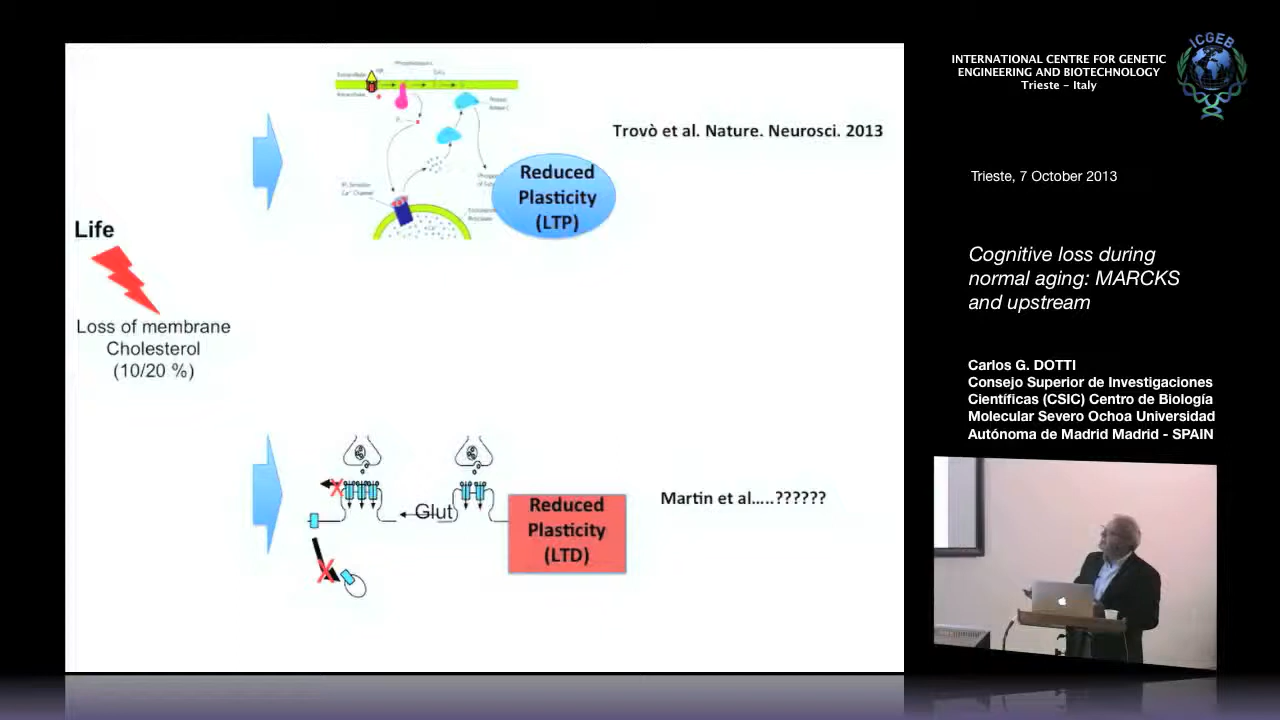 Life
Loss of membrane
Cholesterol
(10/20 %)
Trovò et al. Nature. Neurosci. 2013
Reduced
Plasticity
(LTP)
Glut
Reduced
Plasticity
(LTD)
Martin et al.....??????
INTERNATIONAL CENTRE FOR GENETIC
ENGINEERING AND BIOTECHNOLOGY
Trieste - Italy
ICGEB
Trieste, 7 October 2013
Cognitive loss during
normal aging: MARCKS
and upstream
Carlos G. DOTTI
Consejo Superior de Investigaciones
Científicas (CSIC) Centro de Biología
Molecular Severo Ochoa Universidad
Autónoma de Madrid Madrid - SPAIN